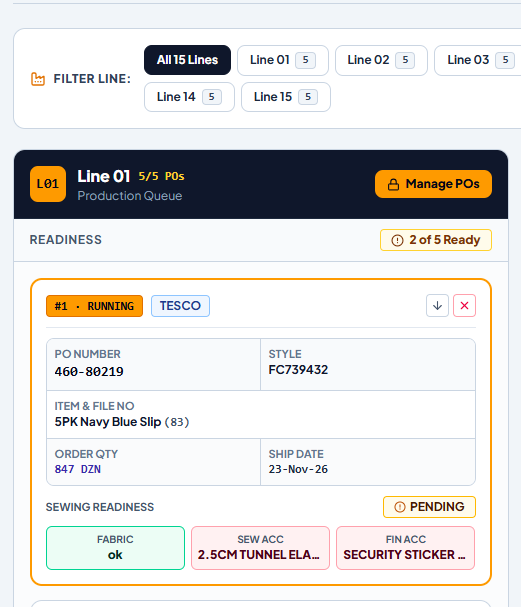 FILTER LINE:
All 15 Lines
Line 01 5
Line 02 5
Line 03 5
Line 14 5
Line 15 5
L01
Line 01 5/5 POs
Production Queue
Manage POs
READINESS
2 of 5 Ready
#1 · RUNNING
TESCO
PO NUMBER
460-80219
STYLE
FC739432
ITEM & FILE NO
5PK Navy Blue Slip (83)
ORDER QTY
847 DZN
SHIP DATE
23-Nov-26
SEWING READINESS
PENDING
FABRIC
ok
SEW ACC
2.5CM TUNNEL ELA...
FIN ACC
SECURITY STICKER ...